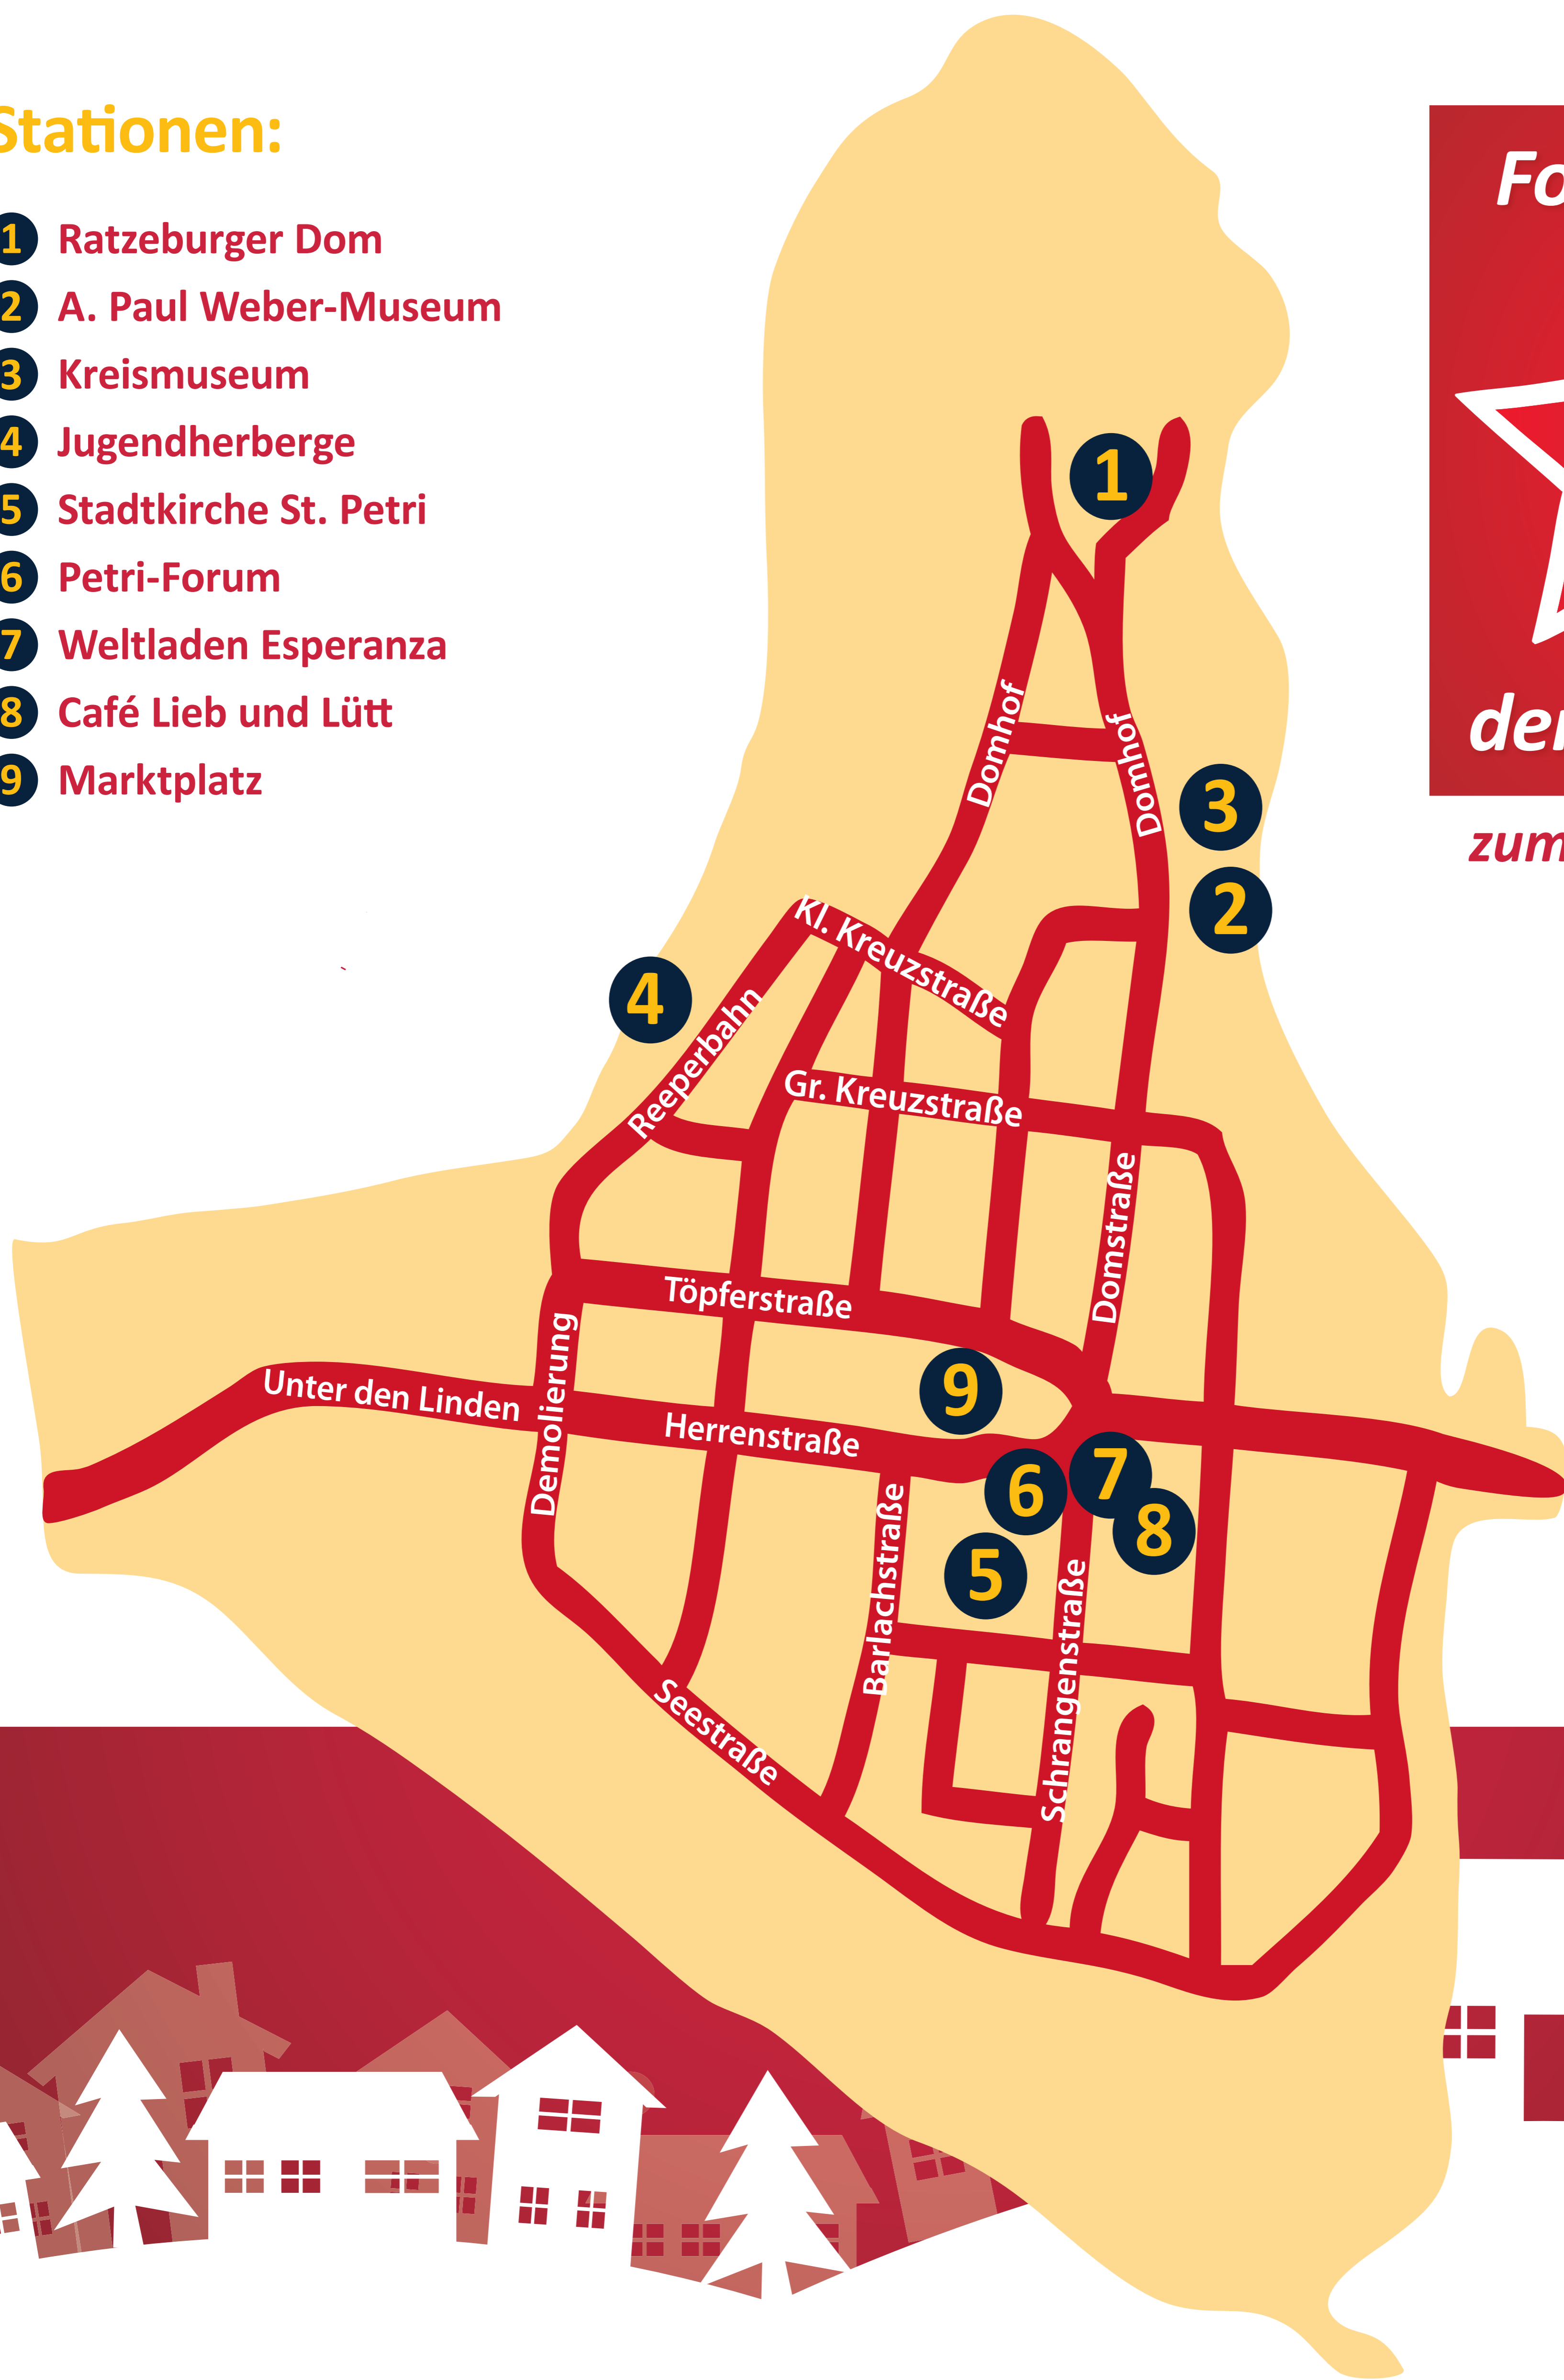 Stationen:
1 Ratzeburger Dom
2 A. Paul Weber-Museum
3 Kreismuseum
4 Jugendherberge
5 Stadtkirche St. Petri
6 Petri-Forum
7 Weltladen Esperanza
8 Café Lieb und Lütt
9 Marktplatz
Fo
der
zum
1
Domhof
Domhof
3
2
Kl. Kreuzstraße
4
Reeperbahn
Gr. Kreuzstraße
Domstraße
Töpferstraße
Demolierung
9
Unter den Linden
Herrenstraße
7
6
8
5
Barlachstraße
Schrangenstraße
Seestraße